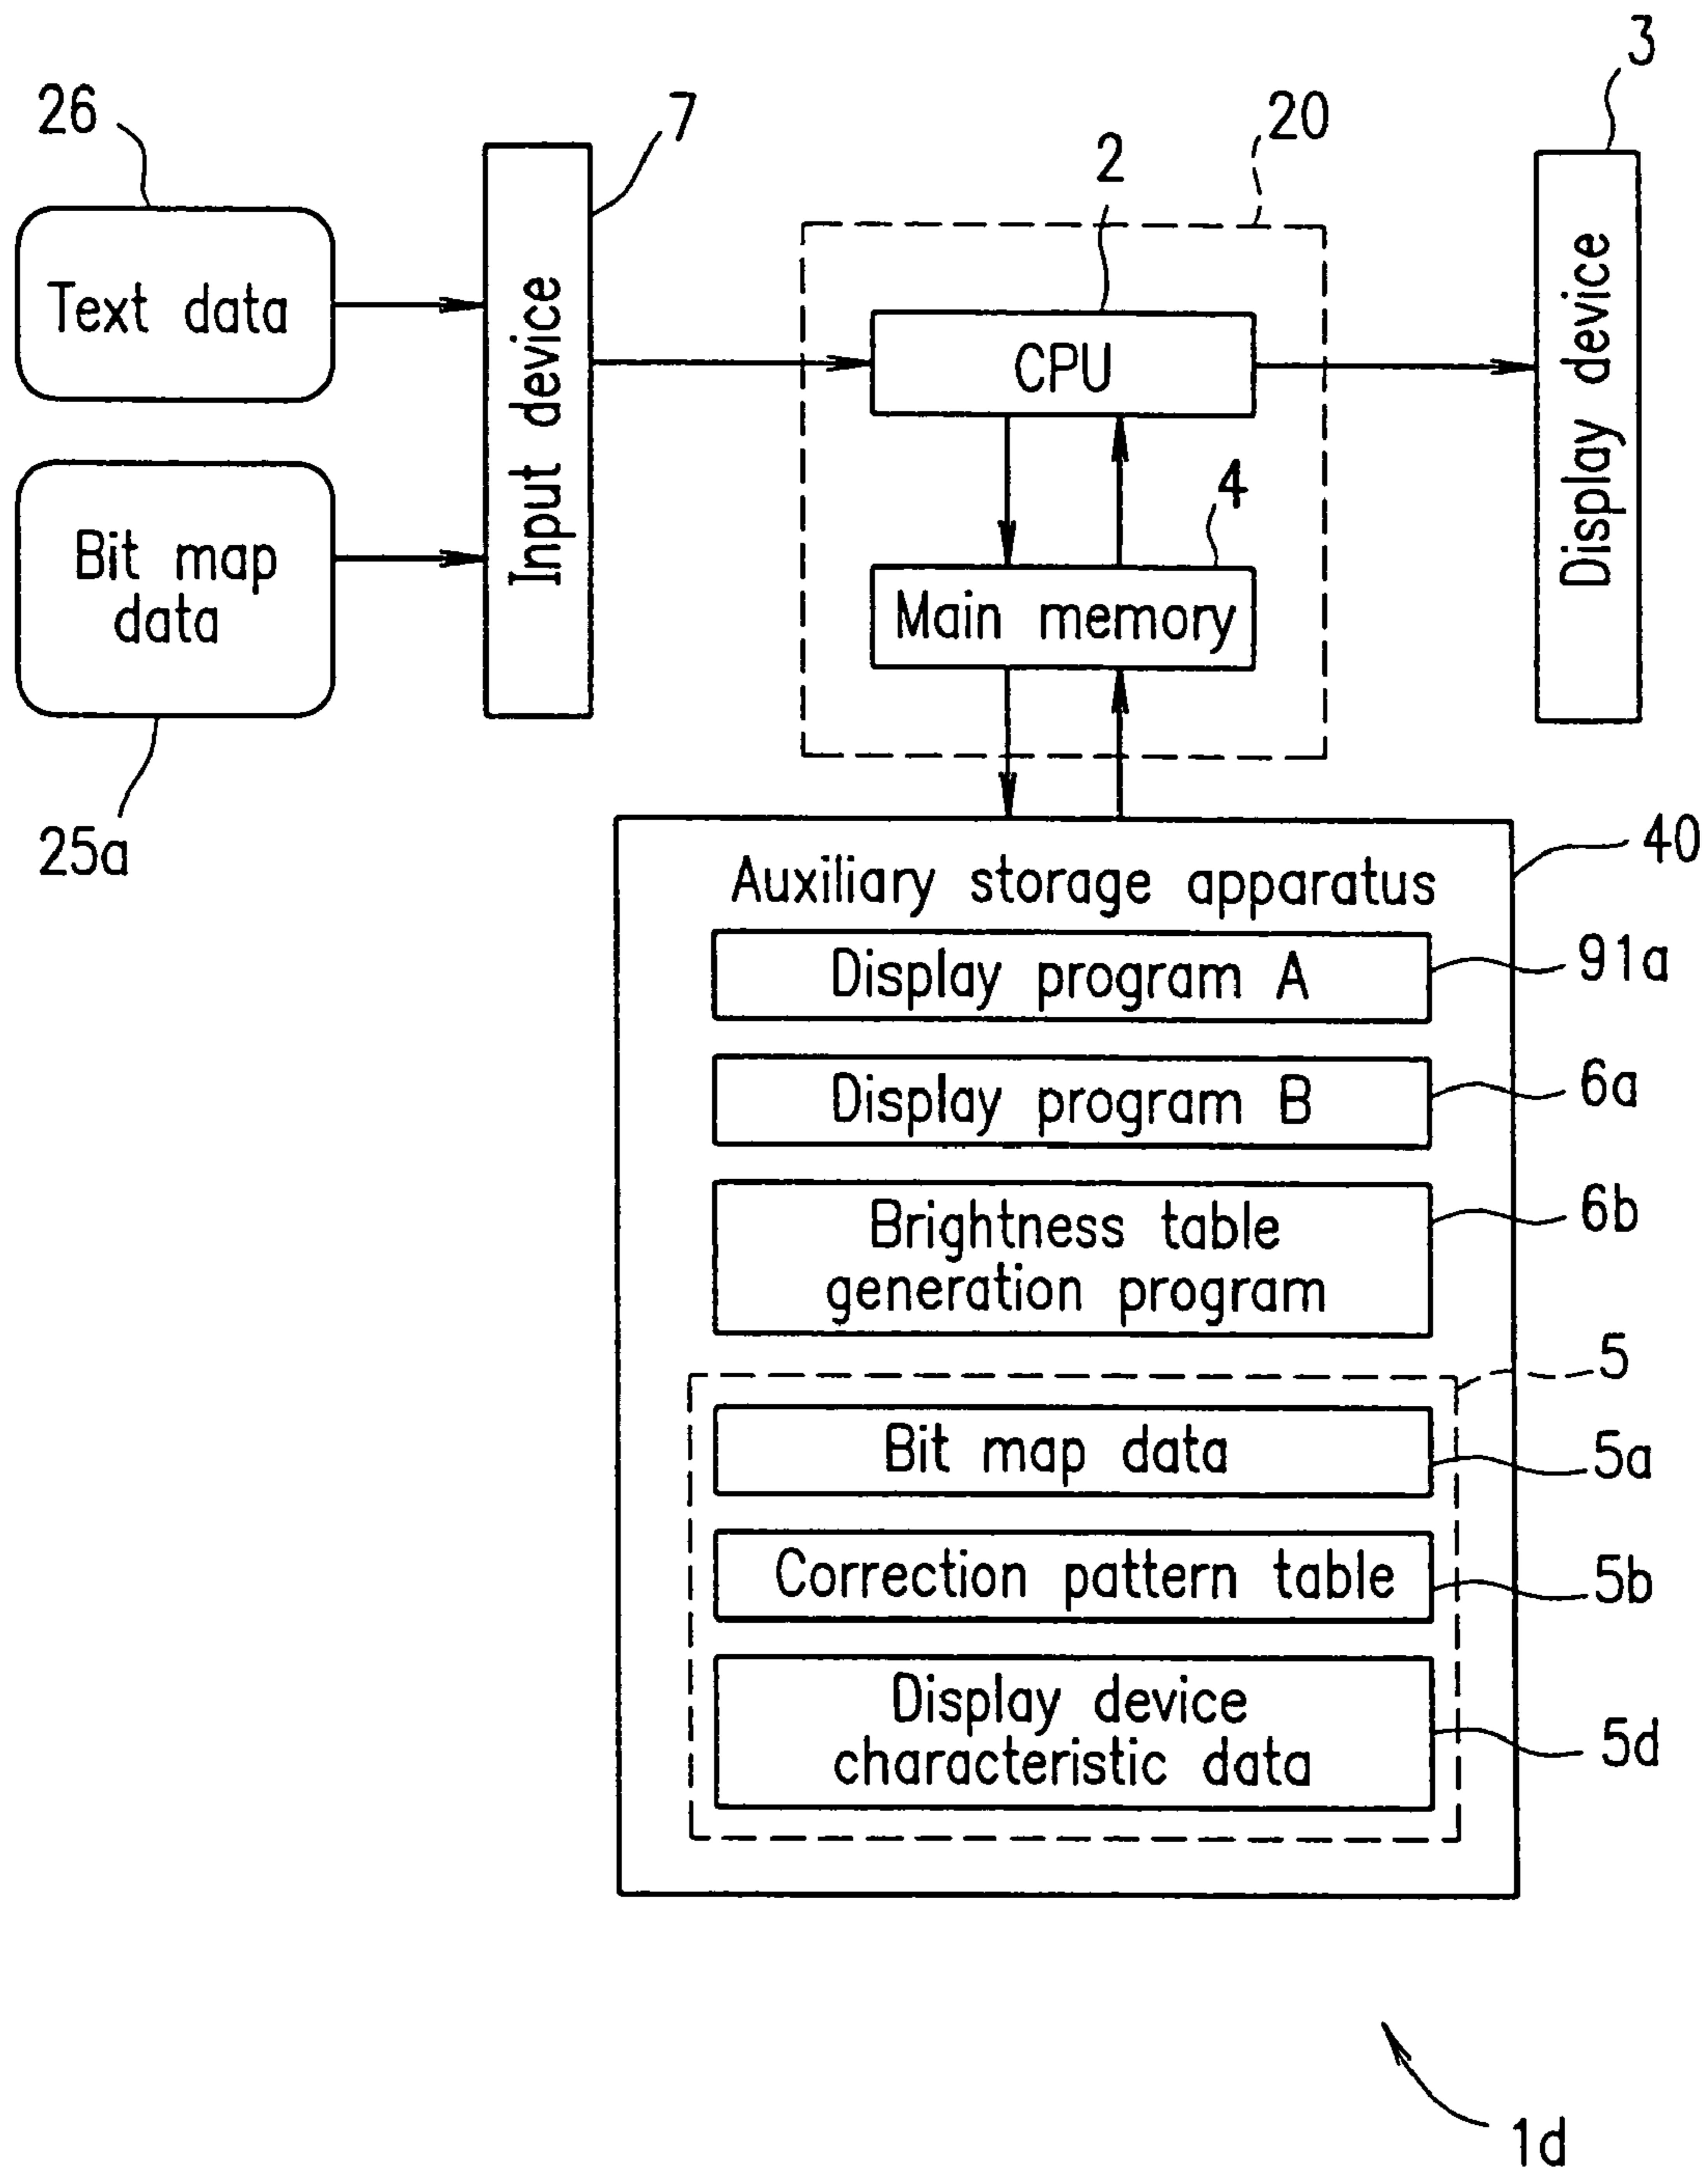 3
26
7
20
2
Text data
Input device
CPU
Display device
4
Bit map
data
Main memory
25a
40
Auxiliary storage apparatus
Display program A
91a
Display program B
6a
Brightness table
generation program
6b
5
Bit map data
5a
Correction pattern table
5b
Display device
characteristic data
5d
1d